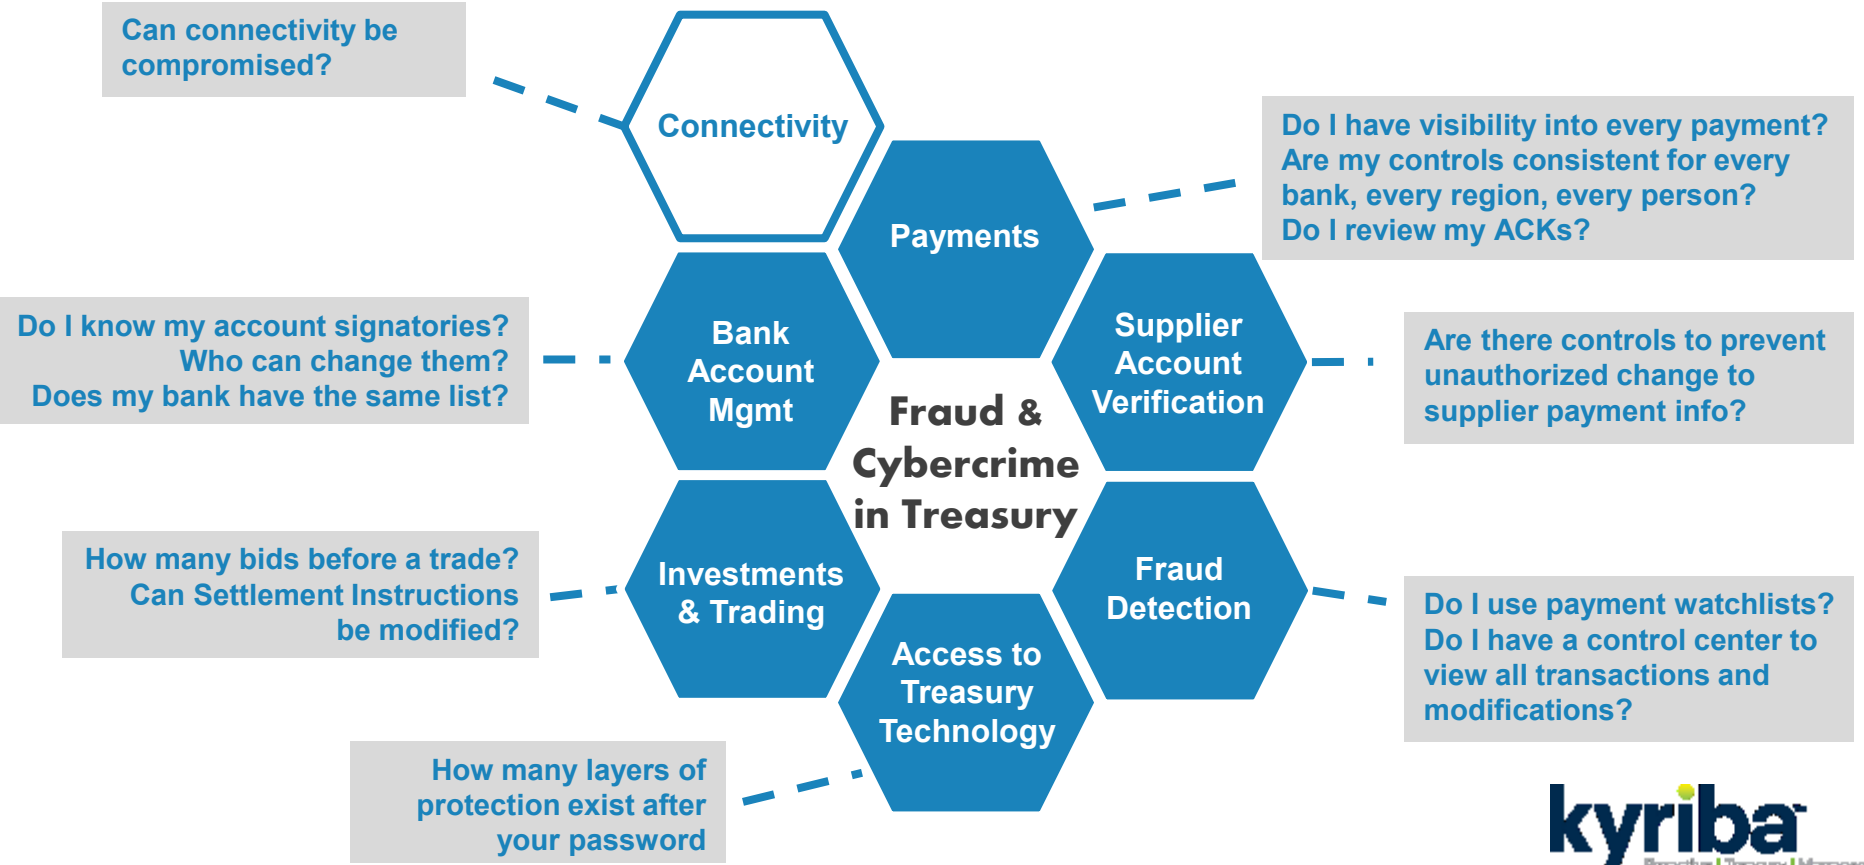 Can connectivity be
compromised?
Connectivity
Do I have visibility into every payment?
Are my controls consistent for every
bank, every region, every person?
Do I review my ACKs?
Payments
Do I know my account signatories?
Who can change them?
Does my bank have the same list?
Bank
Account
Mgmt
Supplier
Account
Verification
Are there controls to prevent
unauthorized change to
supplier payment info?
Fraud &
Cybercrime
in Treasury
How many bids before a trade?
Can Settlement Instructions
be modified?
Investments
& Trading
Fraud
Detection
Do I use payment watchlists?
Do I have a control center to
view all transactions and
modifications?
Access to
Treasury
Technology
How many layers of
protection exist after
your password
kyriba